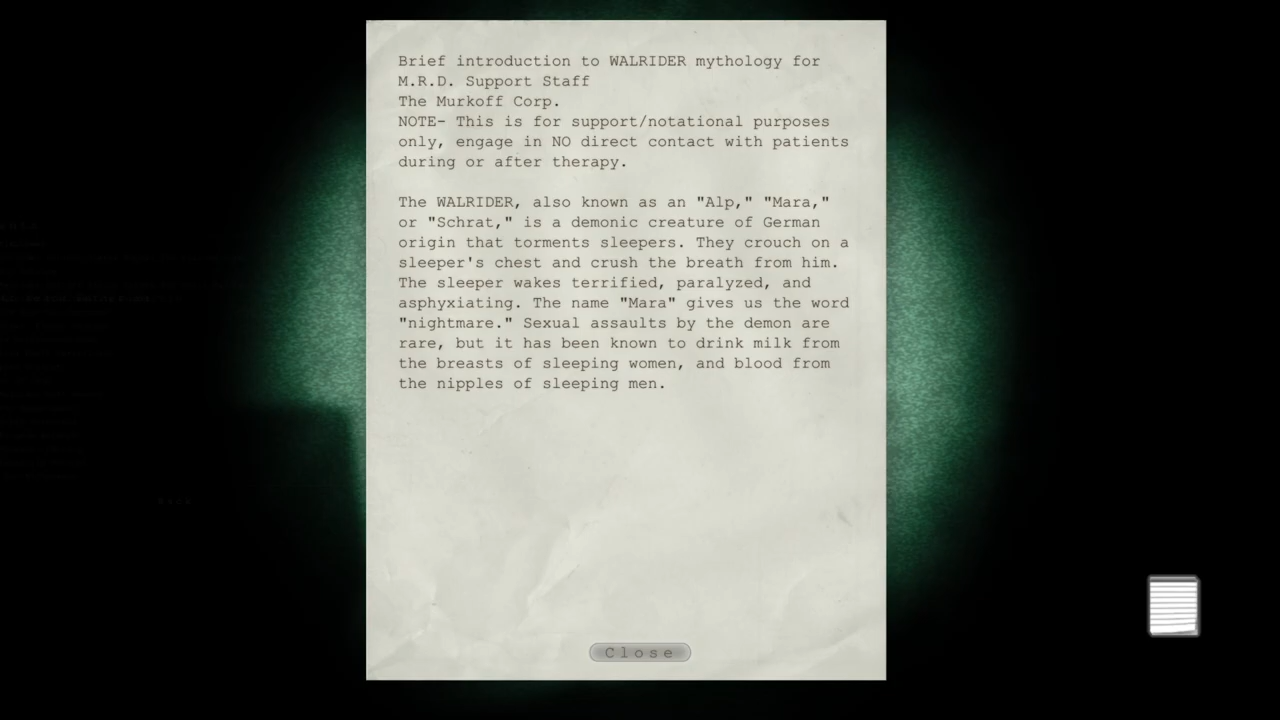 Brief introduction to WALRIDER mythology for
M.R.D. Support Staff
The Murkoff Corp.
NOTE- This is for support/notational purposes
only, engage in NO direct contact with patients
during or after therapy.
The WALRIDER, also known as an "Alp," "Mara,"
or "Schrat," is a demonic creature of German
origin that torments sleepers. They crouch on a
sleeper's chest and crush the breath from him.
The sleeper wakes terrified, paralyzed, and
asphyxiating. The name "Mara" gives us the word
"nightmare." Sexual assaults by the demon are
rare, but it has been known to drink milk from
the breasts of sleeping women, and blood from
the nipples of sleeping men.
Close